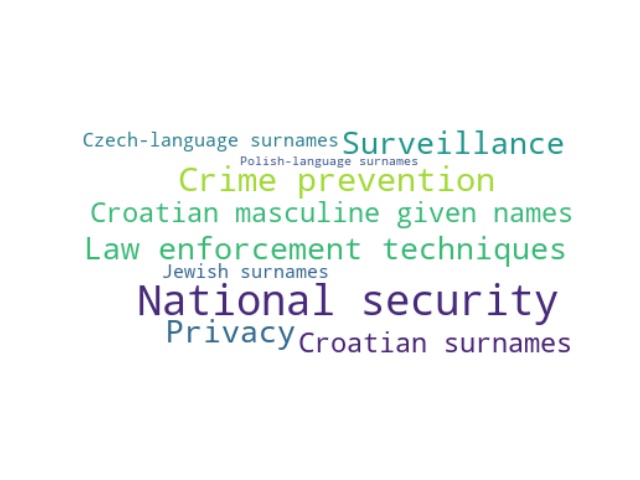 Czech-language surnames Surveillance
Polish-language surnames
Crime prevention
Croatian masculine given names
Law enforcement techniques
Jewish surnames
National security
Privacy Croatian surnames